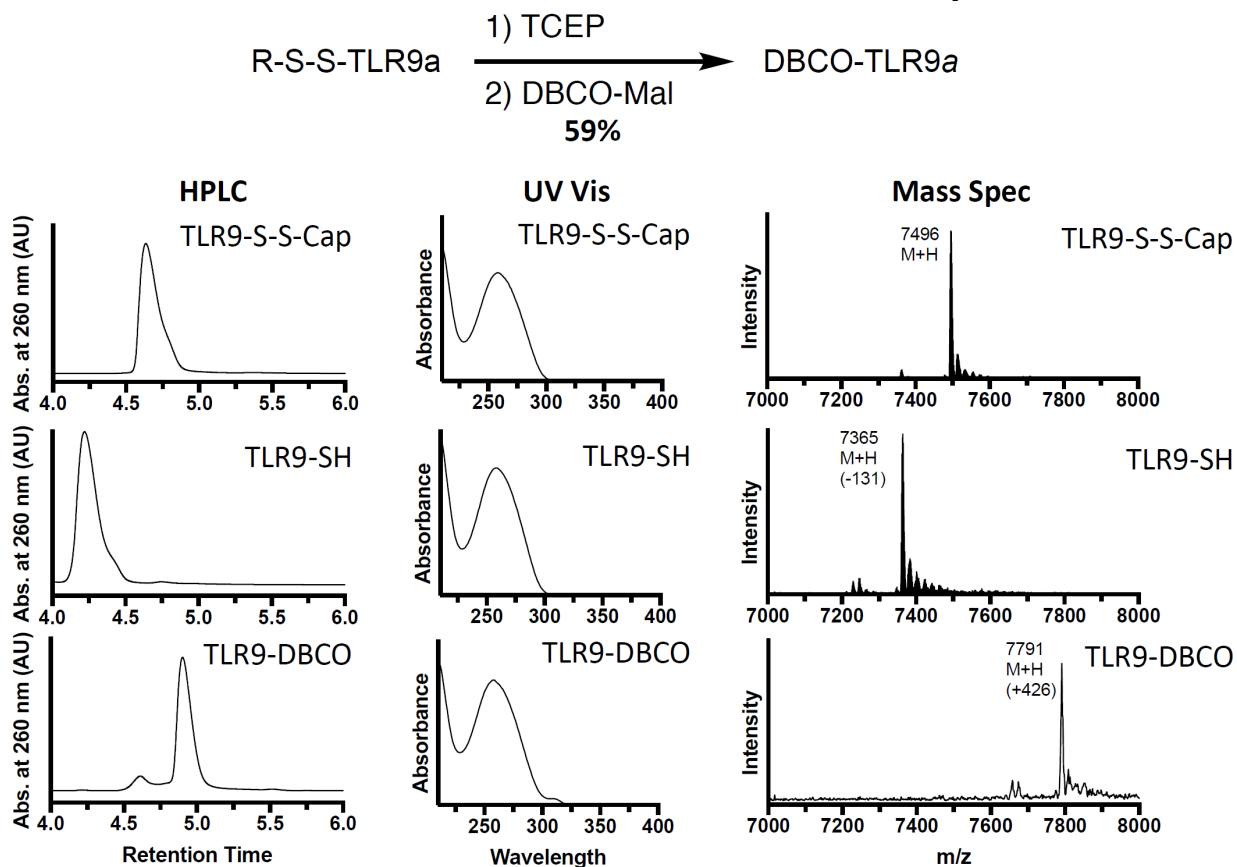 1) TCEP
R-S-S-TLR9a
DBCO-TLR9a
2) DBCO-Mal
59%
HPLC
UV Vis
Mass Spec
Abs. at 260 nm (AU)
TLR9-S-S-Cap
4.0 4.5 5.0 5.5 6.0
Absorbance
TLR9-S-S-Cap
250 300 350 400
Intensity
7496
M+H
TLR9-S-S-Cap
7000 7200 7400 7600 7800 8000
Abs. at 260 nm (AU)
TLR9-SH
4.0 4.5 5.0 5.5 6.0
Absorbance
TLR9-SH
250 300 350 400
Intensity
7365
M+H
(-131)
TLR9-SH
7000 7200 7400 7600 7800 8000
Abs. at 260 nm (AU)
TLR9-DBCO
4.0 4.5 5.0 5.5 6.0
Retention Time
Absorbance
TLR9-DBCO
250 300 350 400
Wavelength
Intensity
7791
M+H
(+426)
TLR9-DBCO
7000 7200 7400 7600 7800 8000
m/z